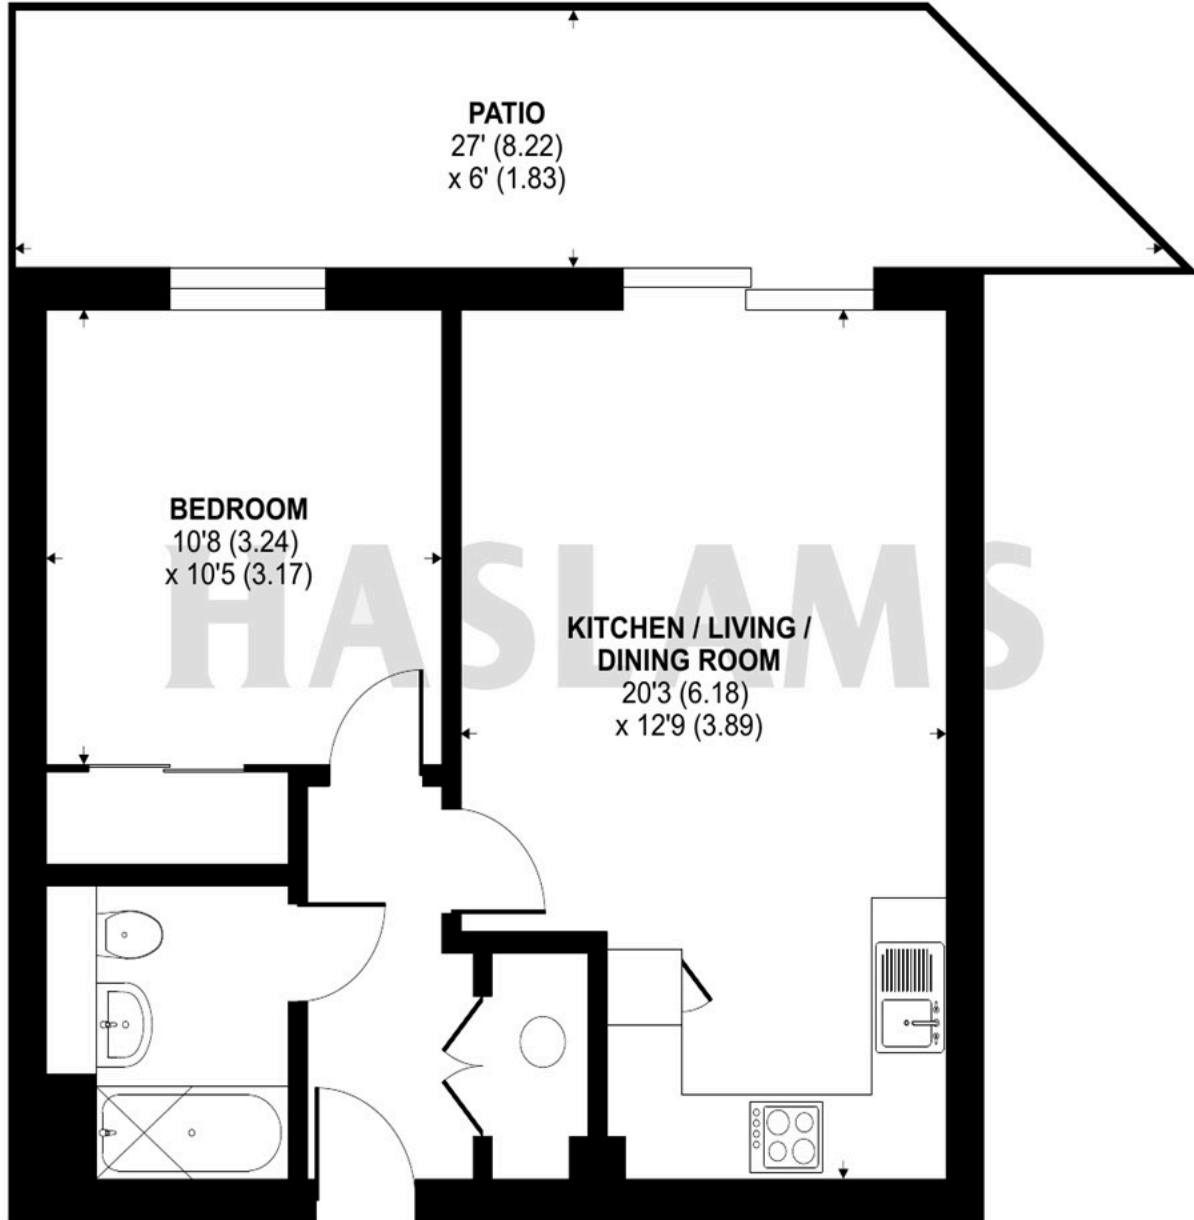 PATIO
27' (8.22)
x 6' (1.83)
BEDROOM
10'8 (3.24)
x 10'5 (3.17)
HASLAMS
KITCHEN / LIVING /
DINING ROOM
20'3 (6.18)
x 12'9 (3.89)